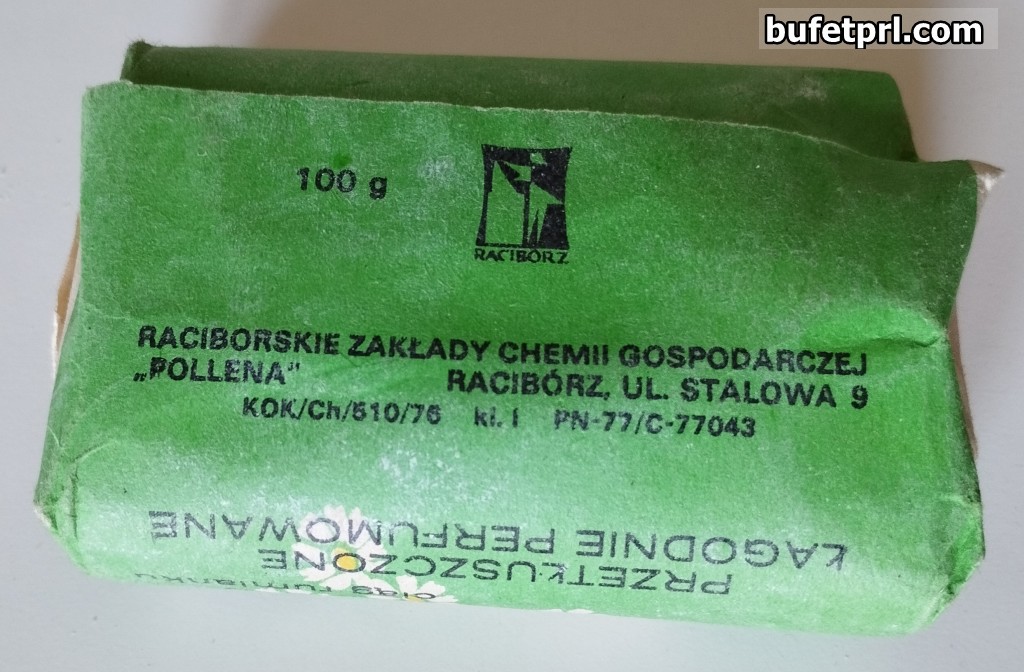 bufetprl.com
100 g
RACIBÓRZ
RACIBORSKIE ZAKŁADY CHEMII GOSPODARCZEJ
„POLLENA” RACIBÓRZ, UL. STALOWA 9
KOK/Ch/510/76 kl. I PN-77/C-77043
ŁAGODNIE PERFUMOWANE
PRZETŁUSZCZONE
rumianku